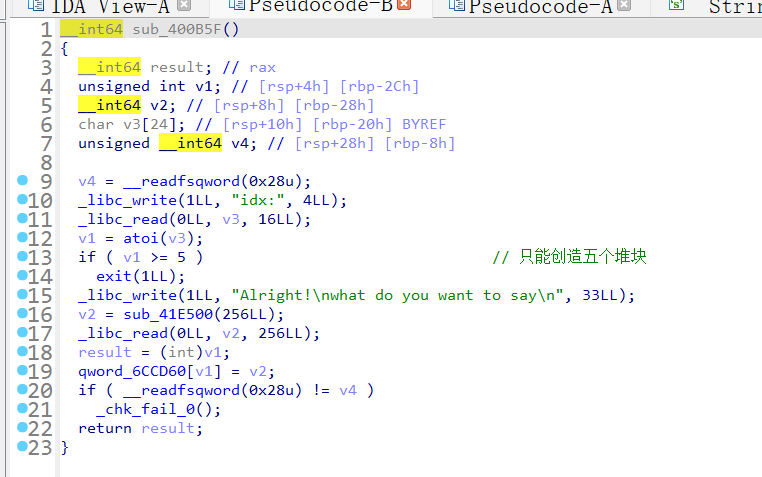 IDA View-A Pseudocode-B Pseudocode-A
1 __int64 sub_400B5F()
2 {
3 __int64 result; // rax
4 unsigned int v1; // [rsp+4h] [rbp-2Ch]
5 __int64 v2; // [rsp+8h] [rbp-28h]
6 char v3[24]; // [rsp+10h] [rbp-20h] BYREF
7 unsigned __int64 v4; // [rsp+28h] [rbp-8h]
8
9 v4 = __readfsqword(0x28u);
10 _libc_write(1LL, "idx:", 4LL);
11 _libc_read(0LL, v3, 16LL);
12 v1 = atoi(v3);
13 if ( v1 >= 5 ) // 只能创造五个堆块
14 exit(1LL);
15 _libc_write(1LL, "Alright!\nwhat do you want to say\n", 33LL);
16 v2 = sub_41E500(256LL);
17 _libc_read(0LL, v2, 256LL);
18 result = (int)v1;
19 qword_6CCD60[v1] = v2;
20 if ( __readfsqword(0x28u) != v4 )
21 _chk_fail_0();
22 return result;
23 }